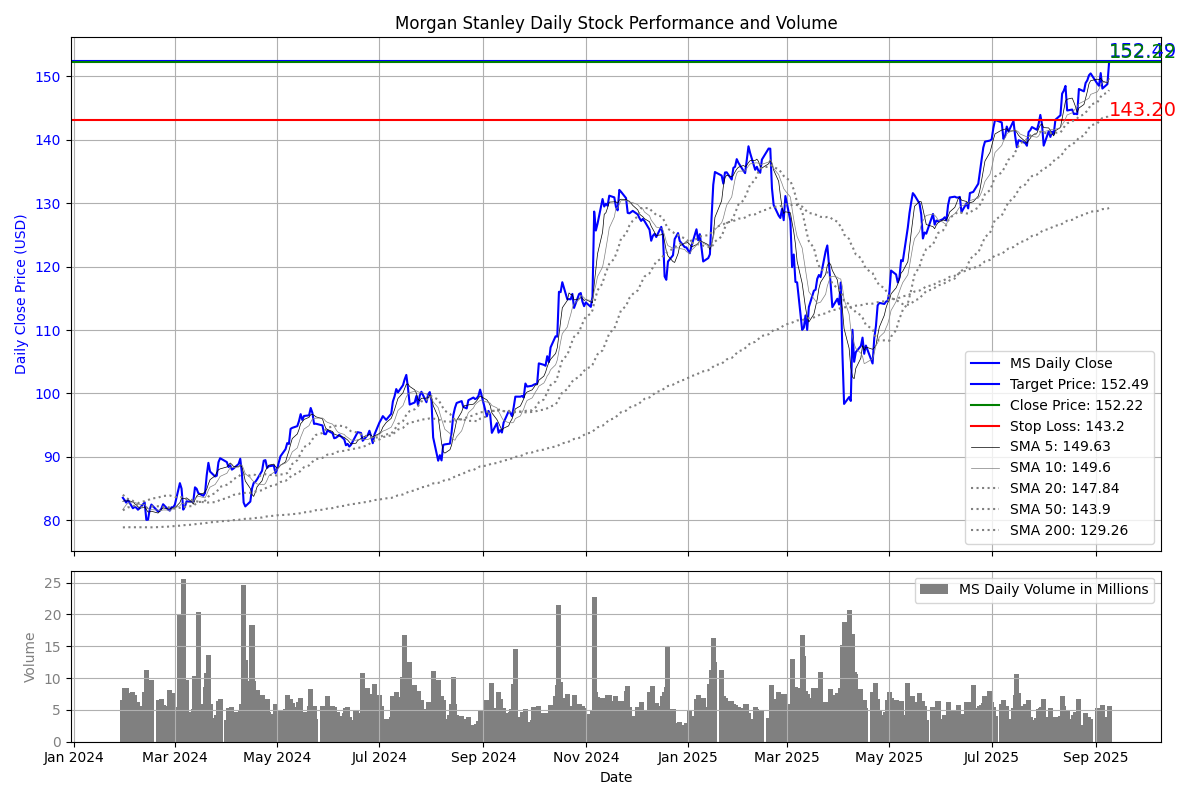 Morgan Stanley Daily Stock Performance and Volume
152.49
152.22
143.20
150
140
130
120
110
100
90
80
Daily Close Price (USD)
MS Daily Close
Target Price: 152.49
Close Price: 152.22
Stop Loss: 143.2
SMA 5: 149.63
SMA 10: 149.6
SMA 20: 147.84
SMA 50: 143.9
SMA 200: 129.26
25
20
15
10
5
0
Volume
MS Daily Volume in Millions
Jan 2024 Mar 2024 May 2024 Jul 2024 Sep 2024 Nov 2024 Jan 2025 Mar 2025 May 2025 Jul 2025 Sep 2025
Date